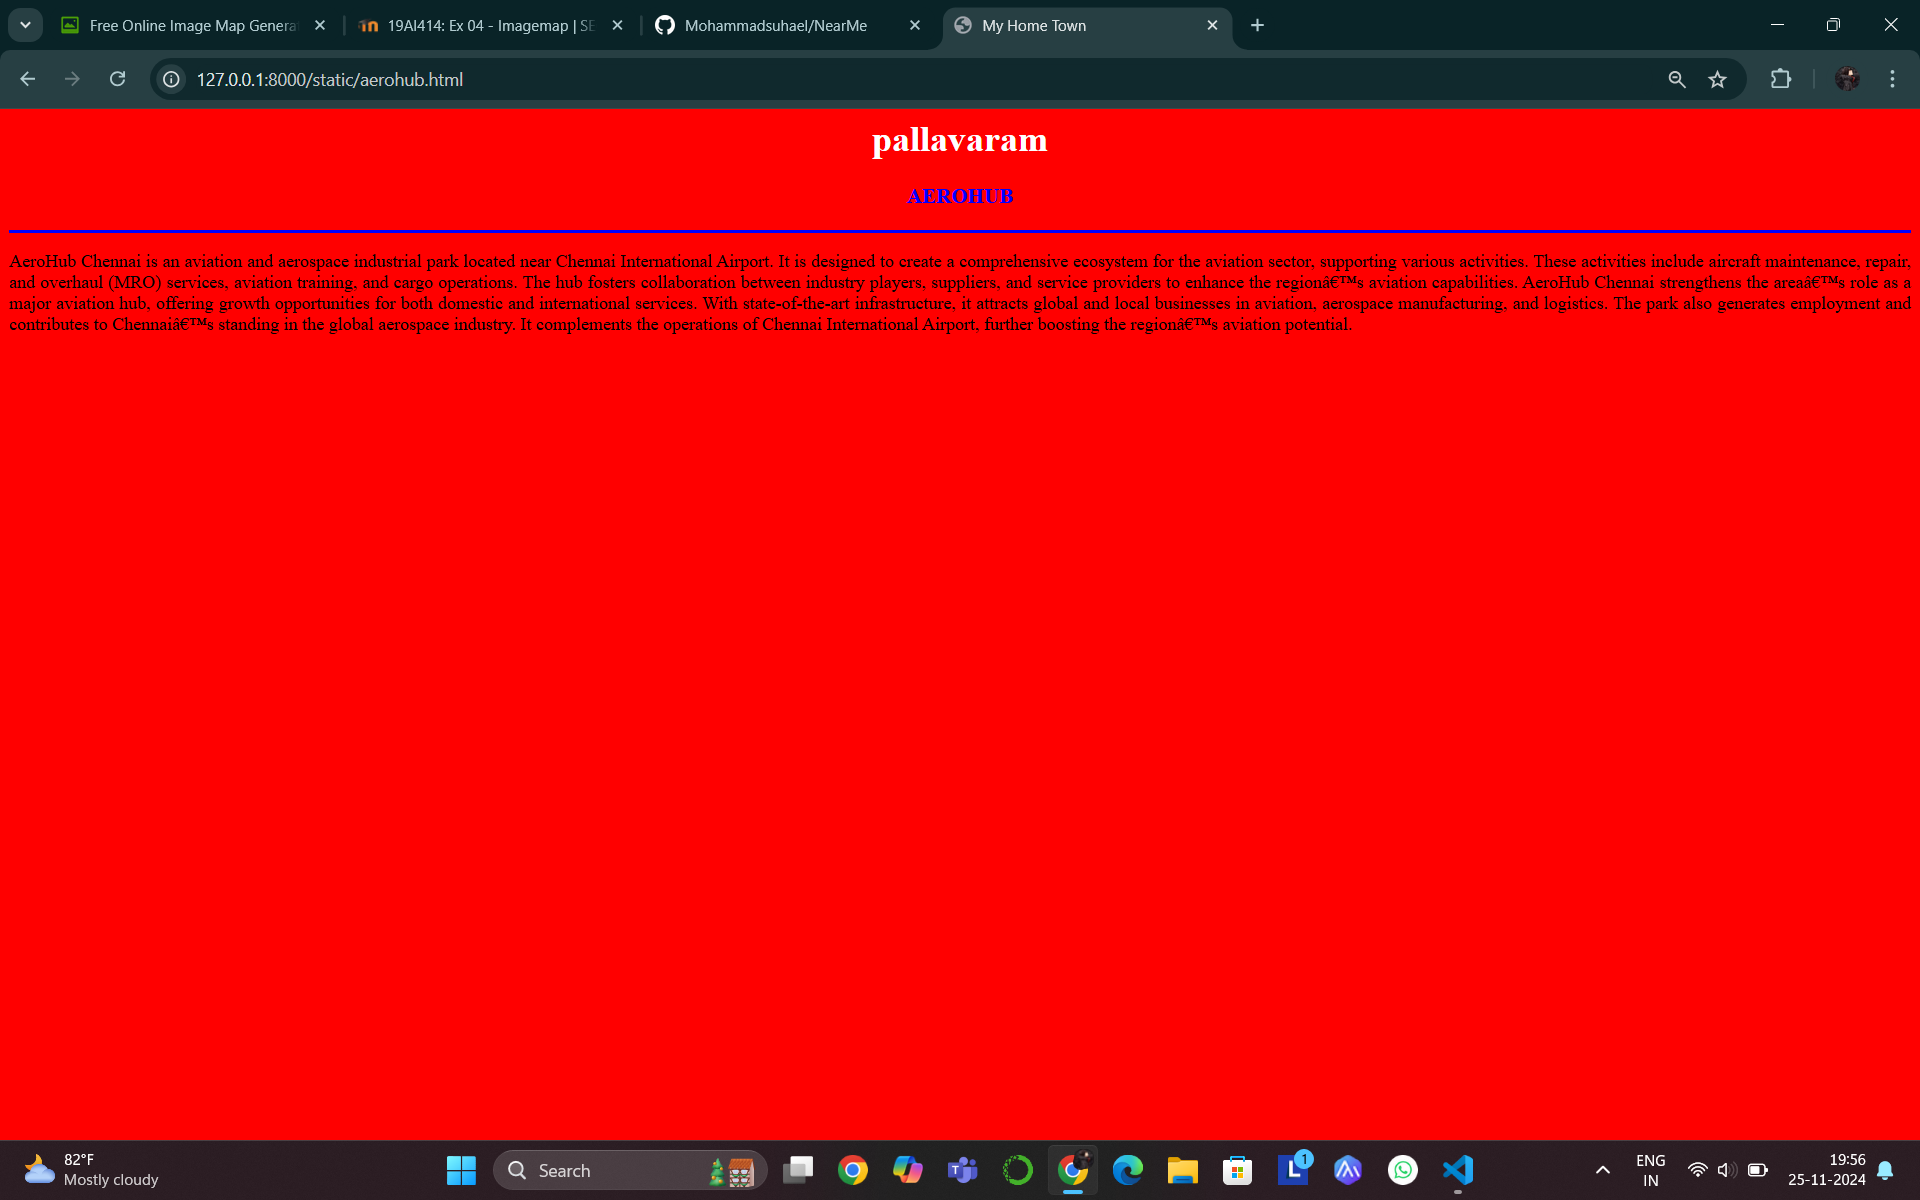 Free Online Image Map Genera
19AI414: Ex 04 - Imagemap | SE
Mohammadsuhael/NearMe
My Home Town
127.0.0.1:8000/static/aerohub.html
pallavaram
AEROHUB
AeroHub Chennai is an aviation and aerospace industrial park located near Chennai International Airport. It is designed to create a comprehensive ecosystem for the aviation sector, supporting various activities. These activities include aircraft maintenance, repair,
and overhaul (MRO) services, aviation training, and cargo operations. The hub fosters collaboration between industry players, suppliers, and service providers to enhance the regionâ€™s aviation capabilities. AeroHub Chennai strengthens the areaâ€™s role as a
major aviation hub, offering growth opportunities for both domestic and international services. With state-of-the-art infrastructure, it attracts global and local businesses in aviation, aerospace manufacturing, and logistics. The park also generates employment and
contributes to Chennaiâ€™s standing in the global aerospace industry. It complements the operations of Chennai International Airport, further boosting the regionâ€™s aviation potential.
82°F
Mostly cloudy
Search
1
ENG
IN
19:56
25-11-2024